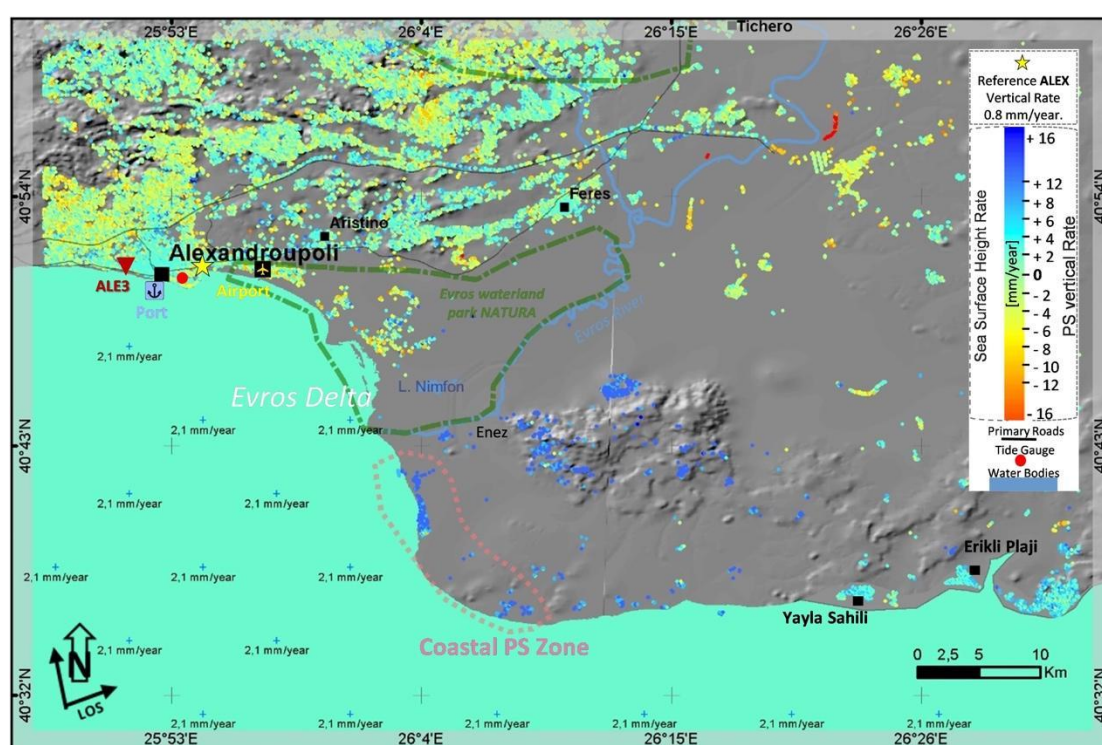 25°53'E
26°4'E
26°15'E
26°26'E
Tichero
Reference ALEX
Vertical Rate
0.8 mm/year.
+ 16
+ 12
+ 6
+ 4
+ 2
0
- 2
- 4
- 6
- 10
- 12
- 16
Sea Surface Height Rate
[mm/year]
PS vertical Rate
Primary Roads
Tide Gauge
Water Bodies
40°54'N
40°54'N
Feres
Aristino
Alexandroupoli
ALE3
Port
Airport
Evros waterland
park NATURA
Evros River
2,1 mm/year
L. Nimfon
Evros Delta
2,1 mm/year
2,1 mm/year
Enez
40°43'N
40°43'N
2,1 mm/year
2,1 mm/year
Erikli Plaji
2,1 mm/year
2,1 mm/year
2,1 mm/year
Yayla Sahili
Coastal PS Zone
2,1 mm/year
2,1 mm/year
N
LOS
0
2,5
5
10
Km
40°32'N
40°32'N
2,1 mm/year
2,1 mm/year
2,1 mm/year
2,1 mm/year
2,1 mm/year
2,1 mm/year
25°53'E
26°4'E
26°15'E
26°26'E